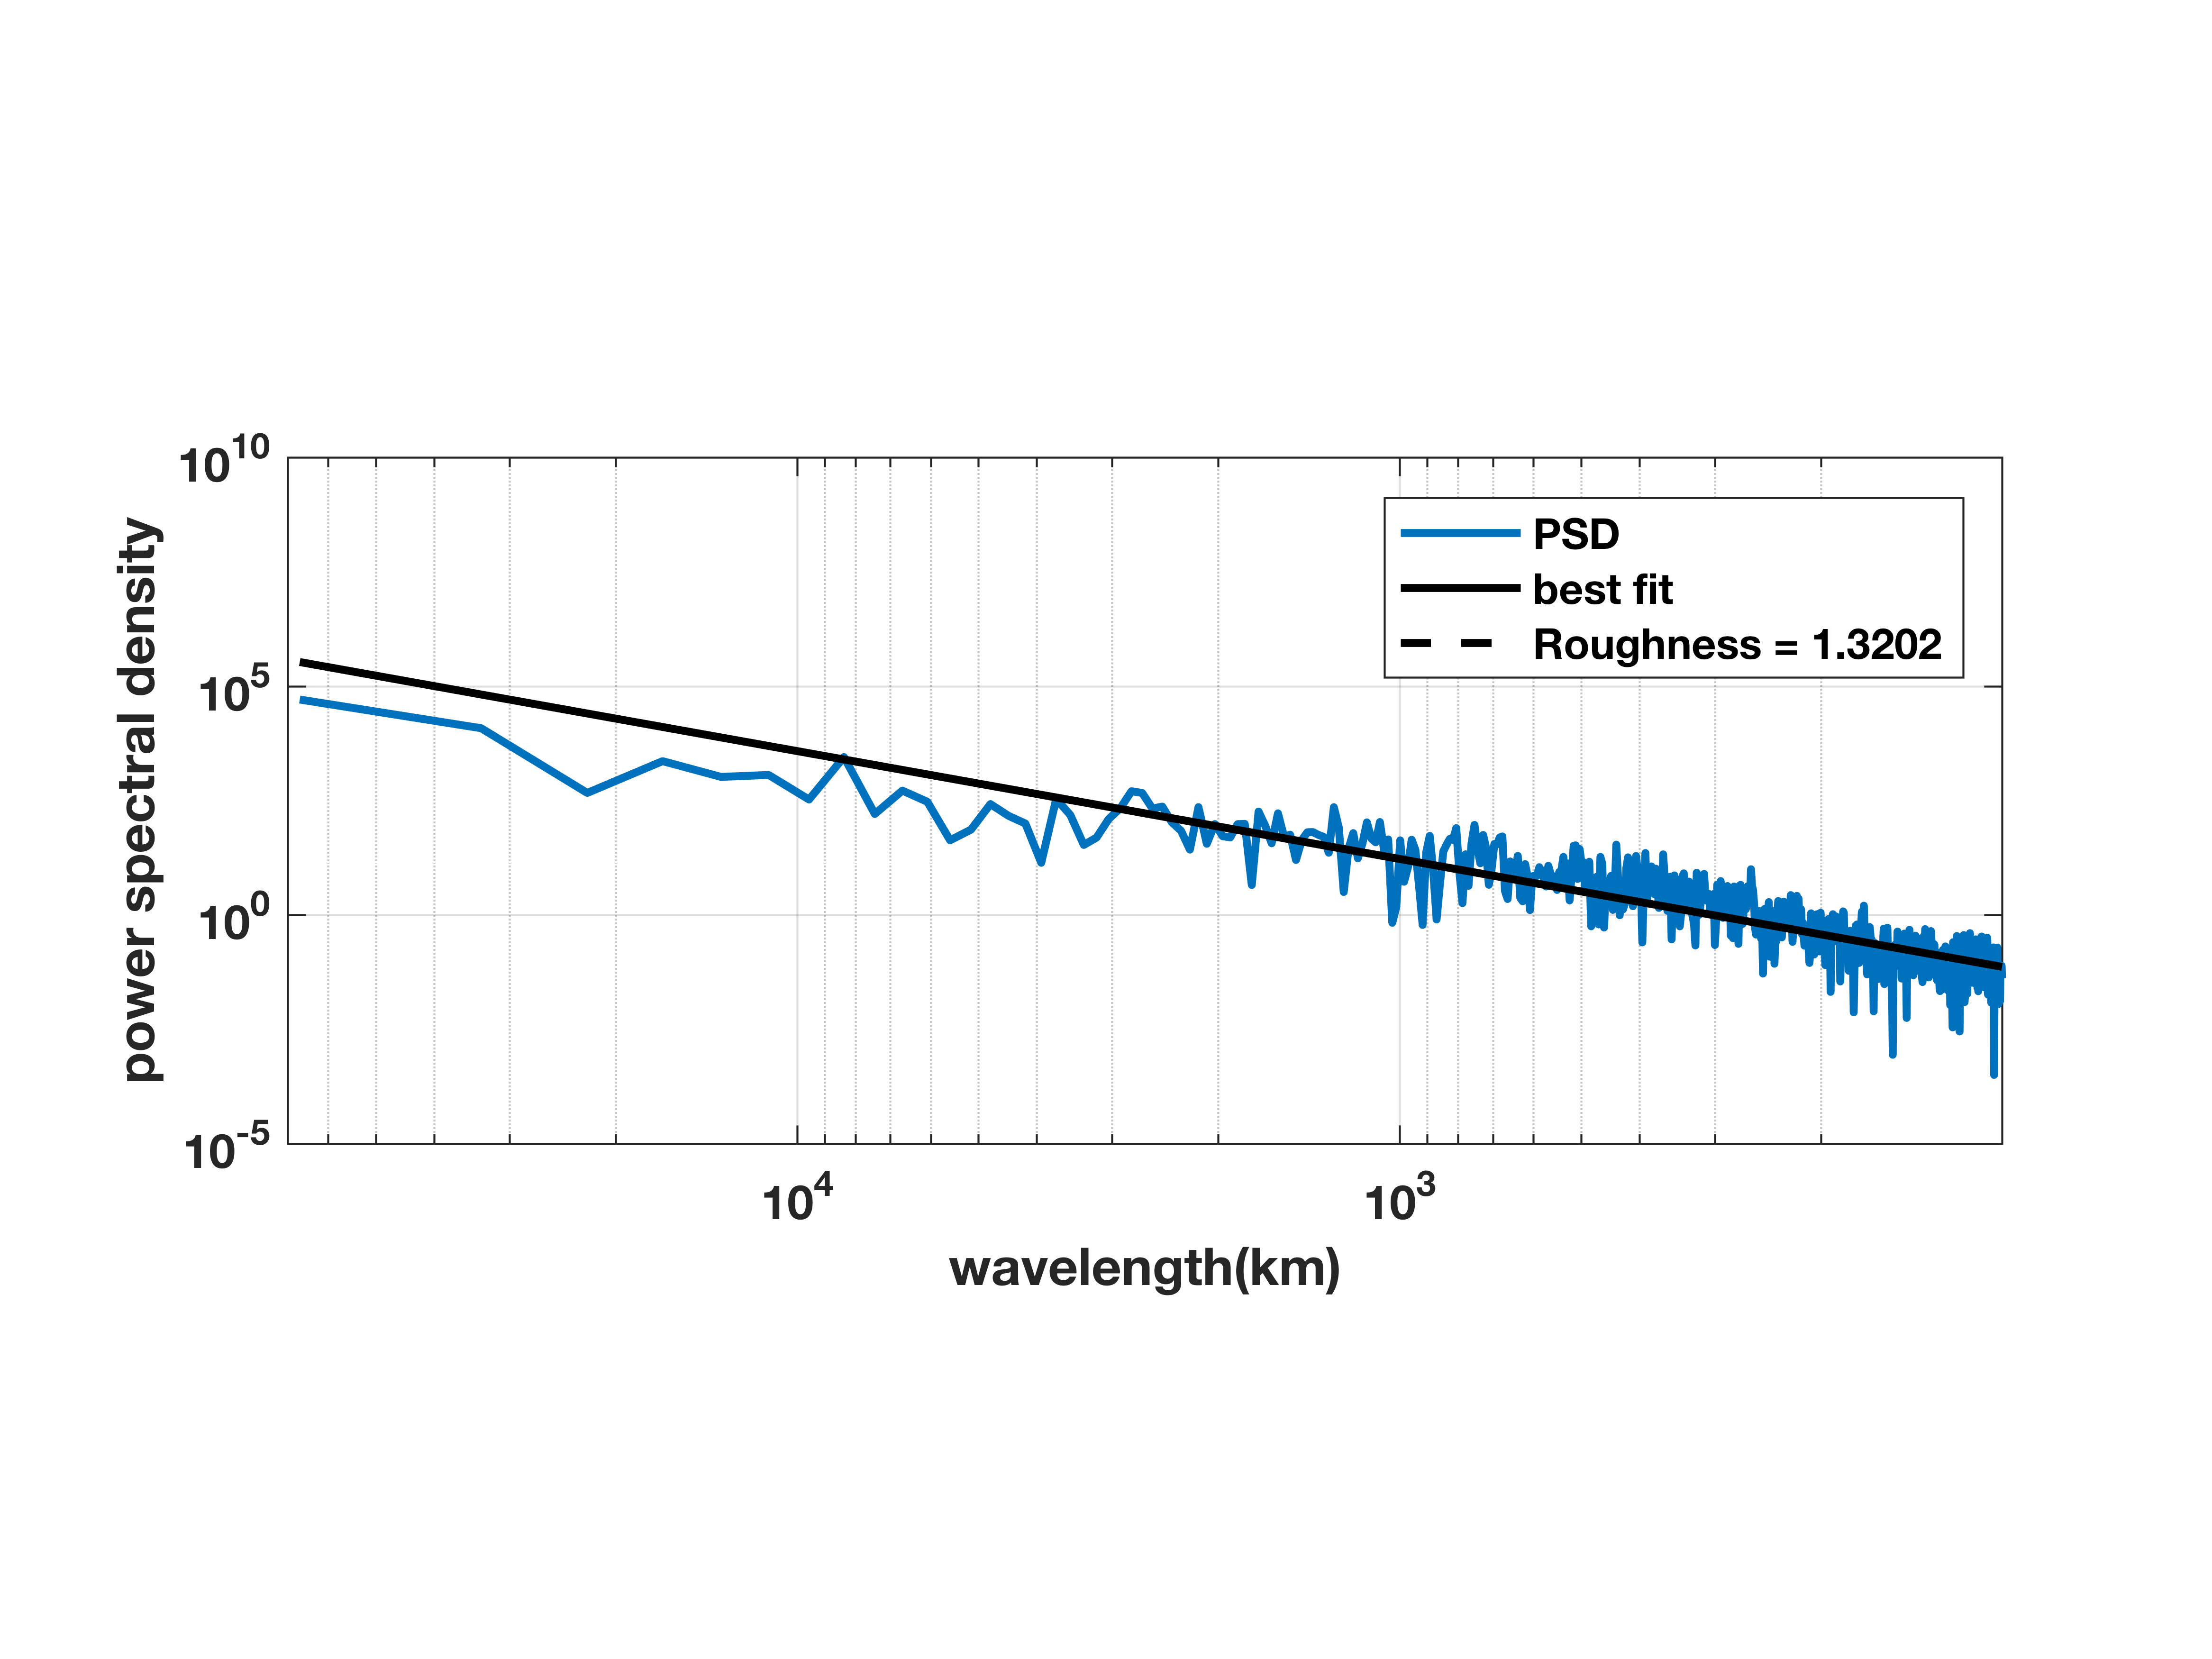 10^10
10^5
10^0
10^-5
power spectral density
PSD
best fit
Roughness = 1.3202
10^4
10^3
wavelength(km)